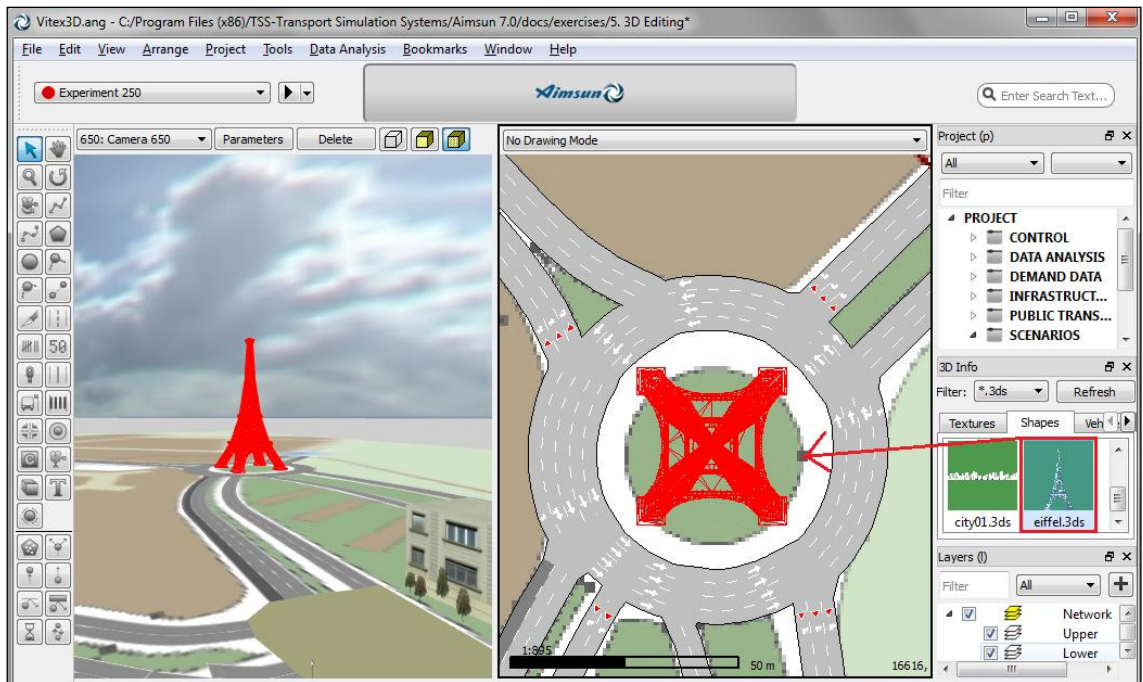 Vitex3D.ang - C:/Program Files (x86)/TSS-Transport Simulation Systems/Aimsun 7.0/docs/exercises/5. 3D Editing*
File Edit View Arrange Project Tools Data Analysis Bookmarks Window Help
Experiment 250
Aimsun
Enter Search Text...
650: Camera 650
Parameters
Delete
No Drawing Mode
1:895
50 m
16616,
Project (p)
All
Filter
PROJECT
CONTROL
DATA ANALYSIS
DEMAND DATA
INFRASTRUCT...
PUBLIC TRANS...
SCENARIOS
3D Info
Filter: *.3ds
Refresh
Textures Shapes Veh
city01.3ds eiffel.3ds
Layers (l)
Filter All
Network
Upper
Lower
50
T